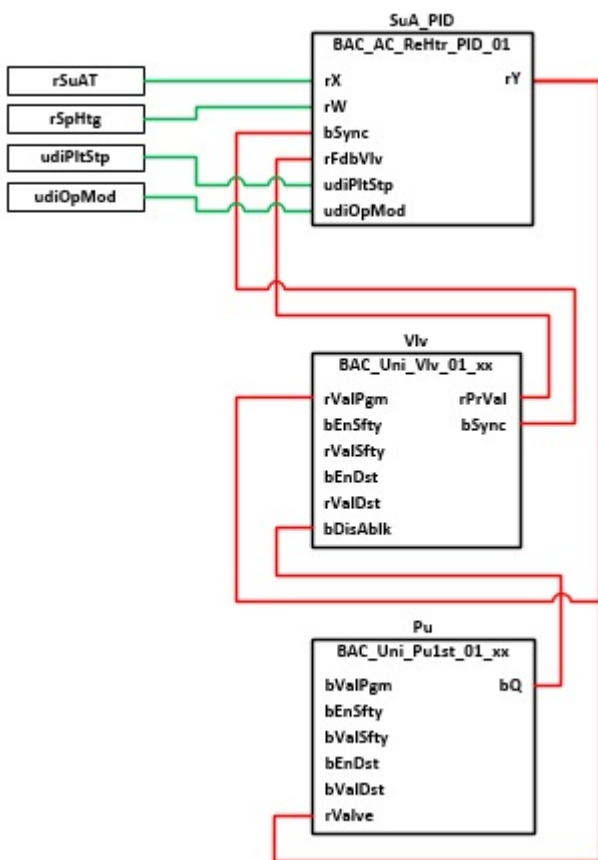 SuA_PID
BAC_AC_ReHtr_PID_01
rSuAT
rX rY
rSpHtg
rW
bSync
udiPltStp
rFdbVlv
udiPltStp
udiOpMod
udiOpMod
Vlv
BAC_Uni_Vlv_01_xx
rValPgm rPrVal
bEnSfty bSync
rValSfty
bEnDst
rValDst
bDisAblk
Pu
BAC_Uni_Pu1st_01_xx
bValPgm bQ
bEnSfty
bValSfty
bEnDst
bValDst
rValve